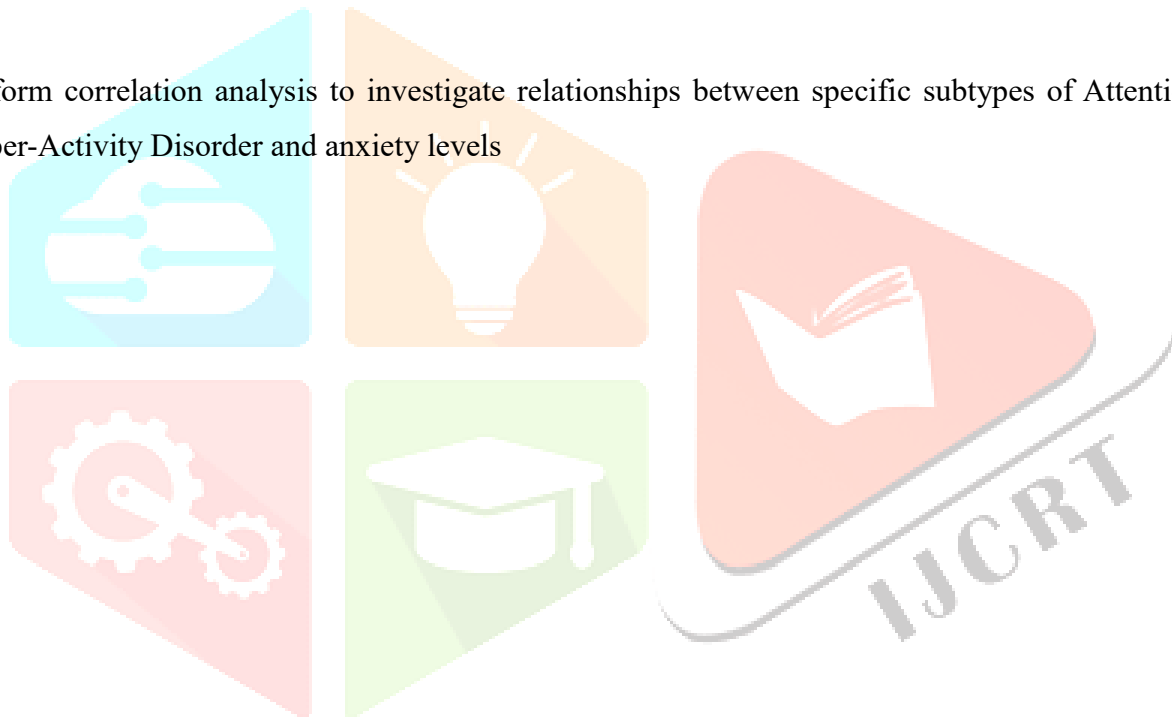 form correlation analysis to investigate relationships between specific subtypes of Attenti
per-Activity Disorder and anxiety levels
IJCRT